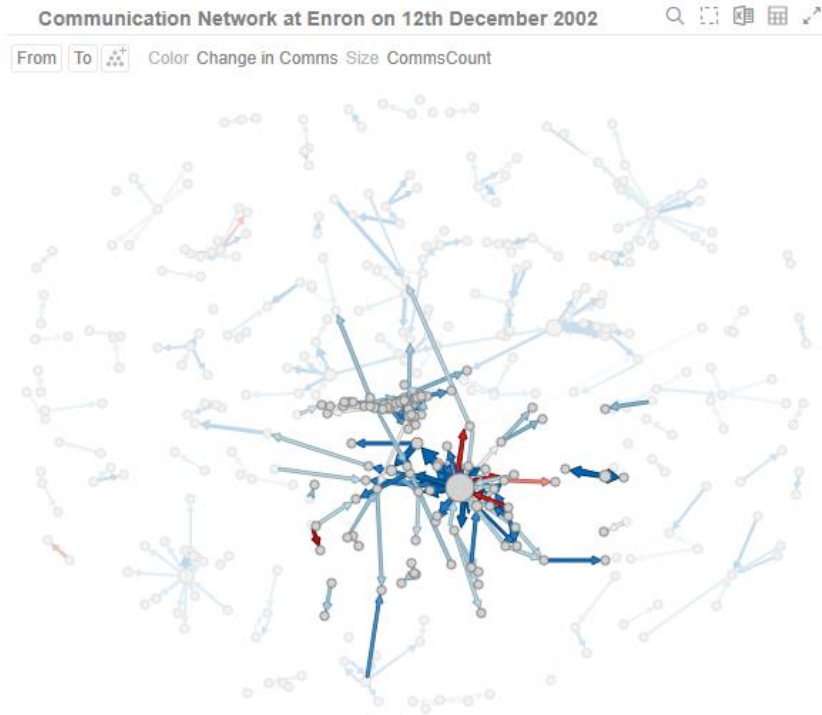 Communication Network at Enron on 12th December 2002
From To Color Change in Comms Size CommsCount